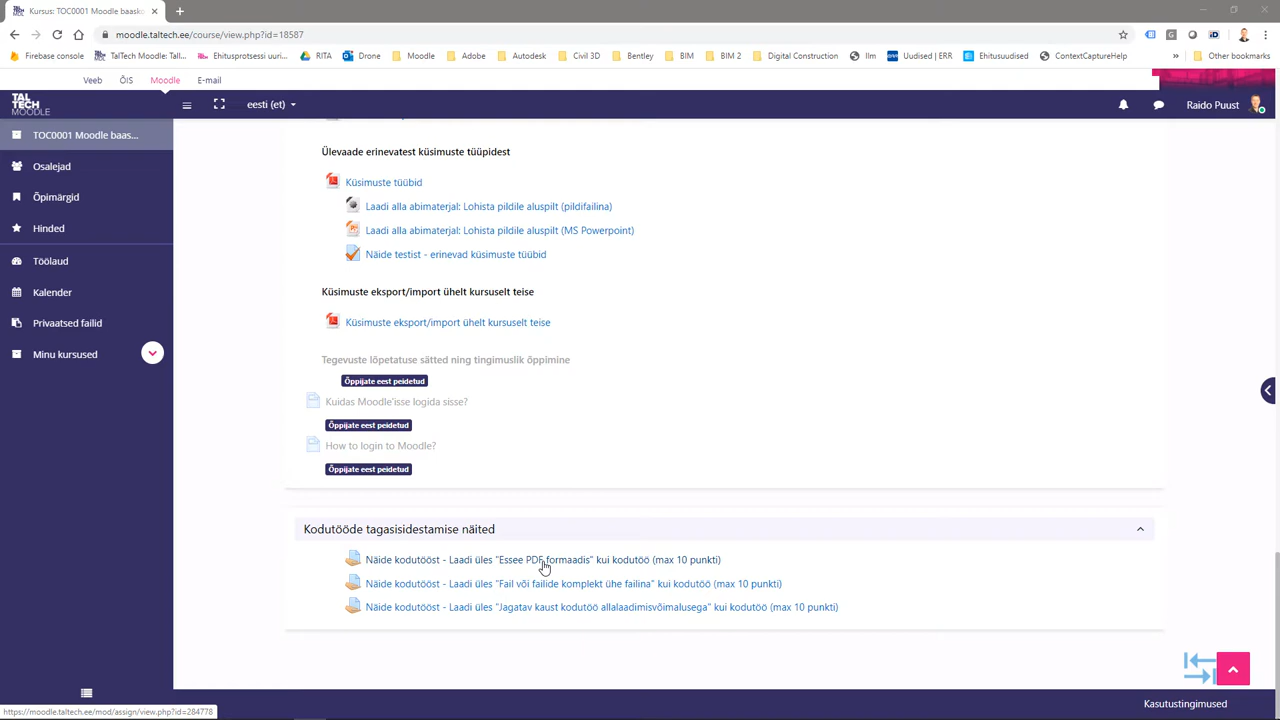 Kursus: TOC0001 Moodle baasko
moodle.taltech.ee/course/view.php?id=18587
Firebase console
TalTech Moodle: Tall...
Ehitusprotsessi uuri...
RITA
Drone
Moodle
Adobe
Autodesk
Civil 3D
Bentley
BIM
BIM 2
Digital Construction
Ilm
Uudised | ERR
Ehitusuudised
ContextCaptureHelp
»
Other bookmarks
Veeb
ÕIS
Moodle
E-mail
TAL
TECH
MOODLE
eesti (et)
Raido Puust
TOC0001 Moodle baas...
Osalejad
Õpimärgid
Hinded
Töölaud
Kalender
Privaatsed failid
Minu kursused
Ülevaade erinevatest küsimuste tüüpidest
Küsimuste tüübid
Laadi alla abimaterjal: Lohista pildile aluspilt (pildifailina)
Laadi alla abimaterjal: Lohista pildile aluspilt (MS Powerpoint)
Näide testist - erinevad küsimuste tüübid
Küsimuste eksport/import ühelt kursuselt teise
Küsimuste eksport/import ühelt kursuselt teise
Tegevuste lõpetatuse sätted ning tingimuslik õppimine
Õppijate eest peidetud
Kuidas Moodle'isse logida sisse?
Õppijate eest peidetud
How to login to Moodle?
Õppijate eest peidetud
Kodutööde tagasisidestamise näited
Näide kodutööst - Laadi üles "Essee PDF formaadis" kui kodutöö (max 10 punkti)
Näide kodutööst - Laadi üles "Fail või failide komplekt ühe failina" kui kodutöö (max 10 punkti)
Näide kodutööst - Laadi üles "Jagatav kaust kodutöö allalaadimisvõimalusega" kui kodutöö (max 10 punkti)
Kasutustingimused
https://moodle.taltech.ee/mod/assign/view.php?id=284778